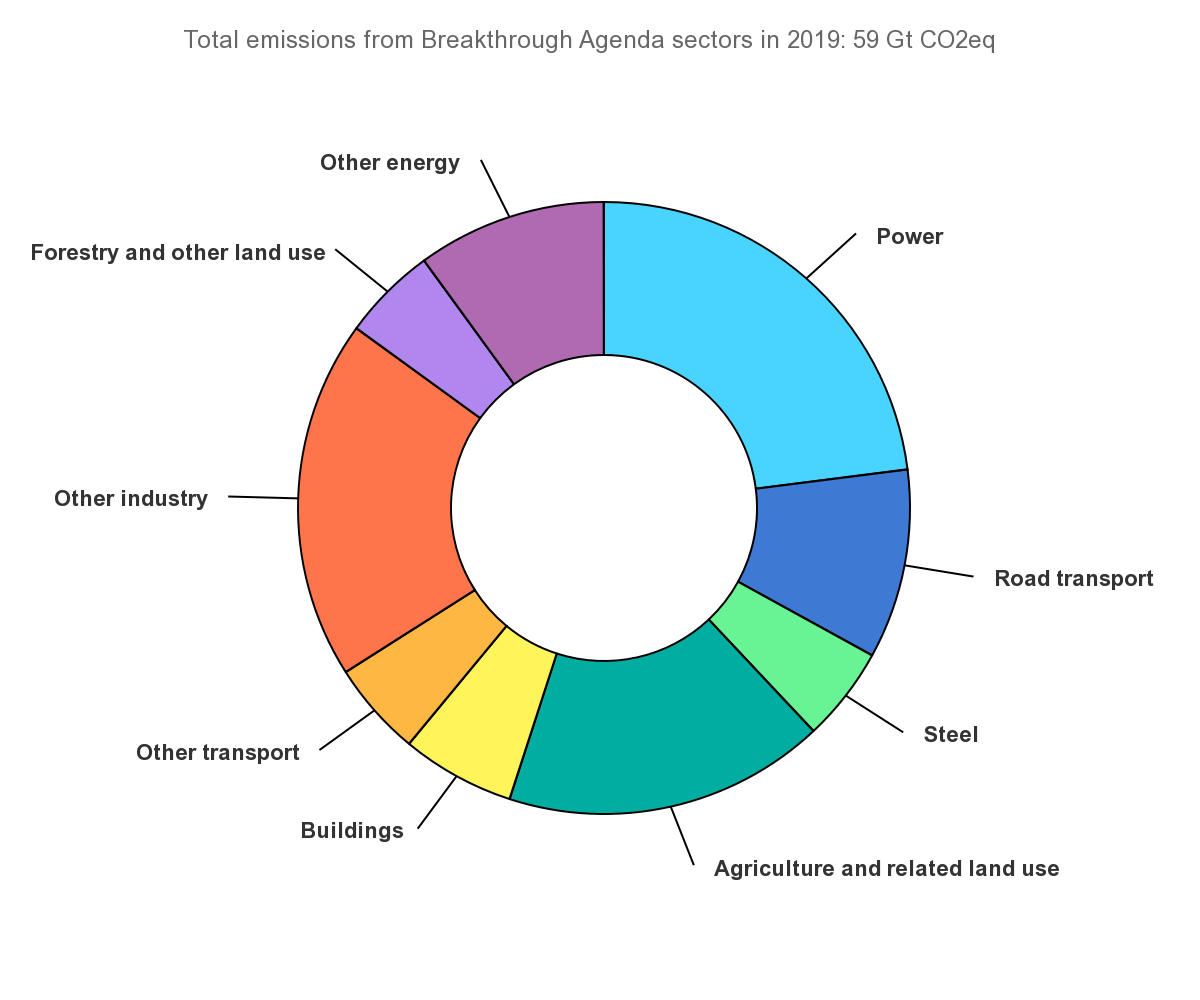 Total emissions from Breakthrough Agenda sectors in 2019: 59 Gt CO2eq
Other energy
Power
Forestry and other land use
Other industry
Road transport
Steel
Other transport
Buildings
Agriculture and related land use